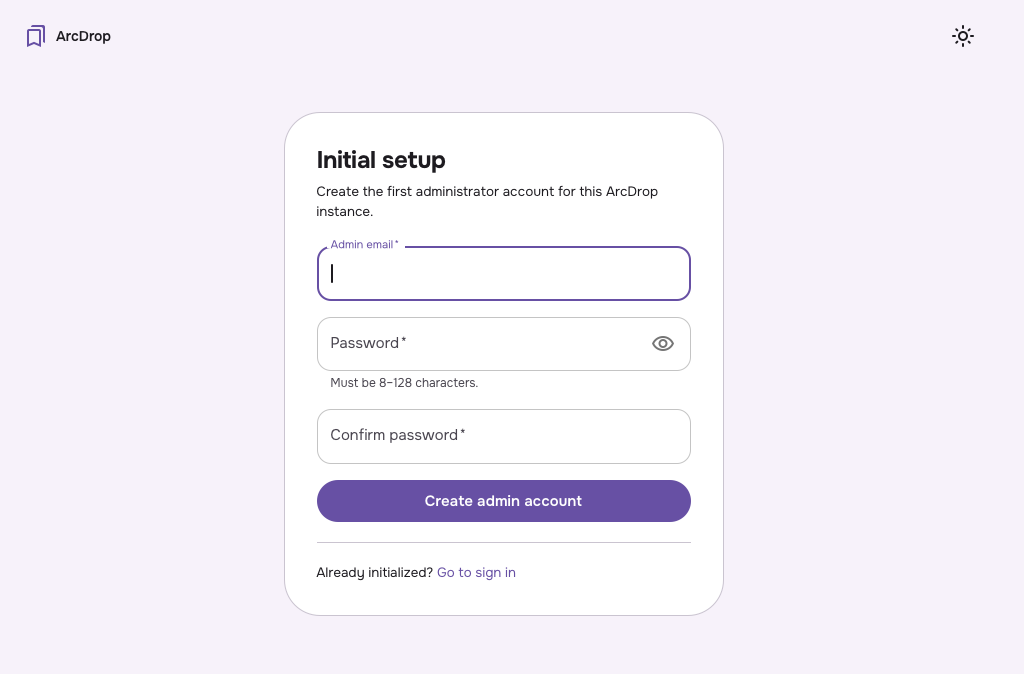 ArcDrop
Initial setup
Create the first administrator account for this ArcDrop
instance.
Admin email *
Password *
Must be 8–128 characters.
Confirm password *
Create admin account
Already initialized? Go to sign in